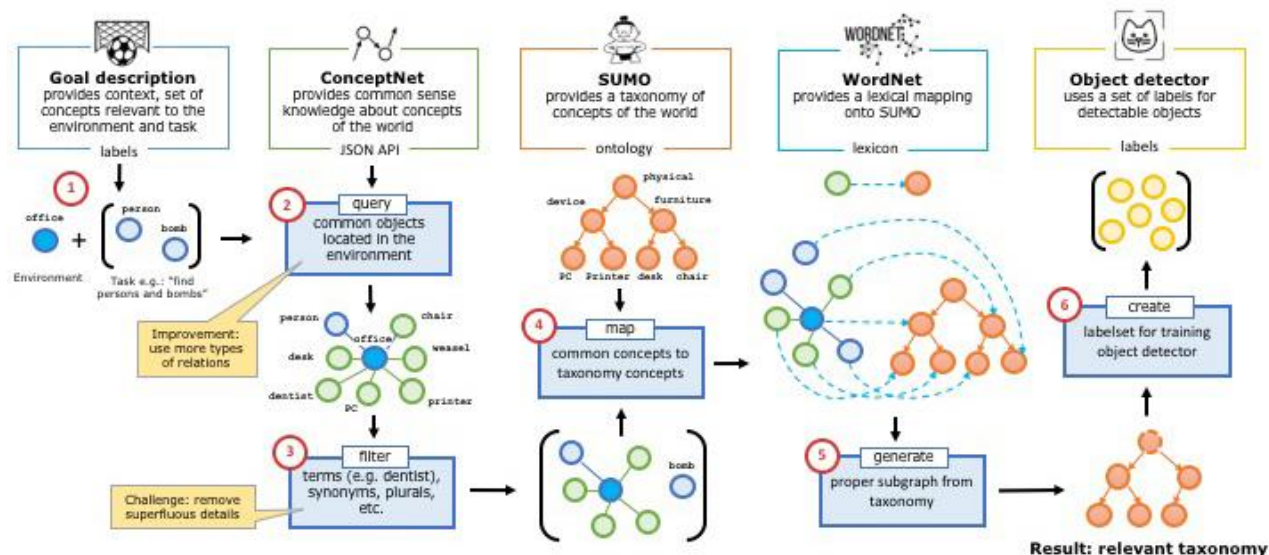 Goal description
provides context, set of
concepts relevant to the
environment and task
labels
ConceptNet
provides common sense
knowledge about concepts
of the world
JSON API
SUMO
provides a taxonomy of
concepts of the world
ontology
WORDNET
WordNet
provides a lexical mapping
onto SUMO
lexicon
Object detector
uses a set of labels for
detectable objects
labels
1
office
+
person
bomb
Environment
Task e.g.: "find
persons and bombs"
2
query
common objects
located in the
environment
Improvement:
use more types
of relations
person
chair
office
desk
weasel
dentist
PC
printer
3
filter
terms (e.g. dentist),
synonyms, plurals,
etc.
Challenge: remove
superfluous details
physical
device
furniture
PC
Printer
desk
chair
4
map
common concepts to
taxonomy concepts
bomb
5
generate
proper subgraph from
taxonomy
6
create
labelset for training
object detector
Result: relevant taxonomy